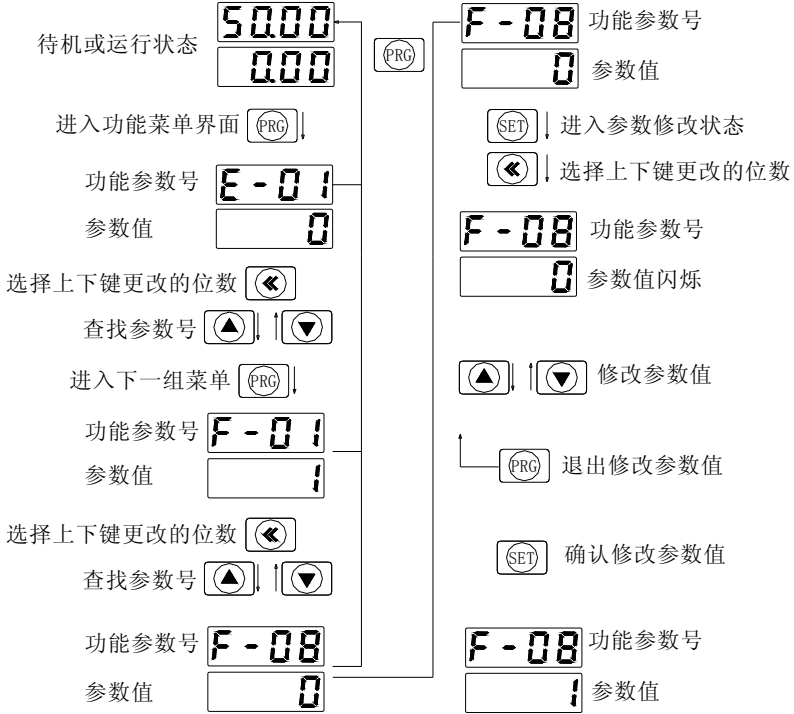 50.00
待机或运行状态
0.00
进入功能菜单界面 PRG
功能参数号 E-01
参数值 0
选择上下键更改的位数
查找参数号
进入下一组菜单 PRG
功能参数号 F-01
参数值 1
选择上下键更改的位数
查找参数号
功能参数号 F-08
参数值 0
PRG
F-08 功能参数号
0 参数值
SET 进入参数修改状态
选择上下键更改的位数
F-08 功能参数号
0 参数值闪烁
修改参数值
PRG 退出修改参数值
SET 确认修改参数值
F-08 功能参数号
1 参数值